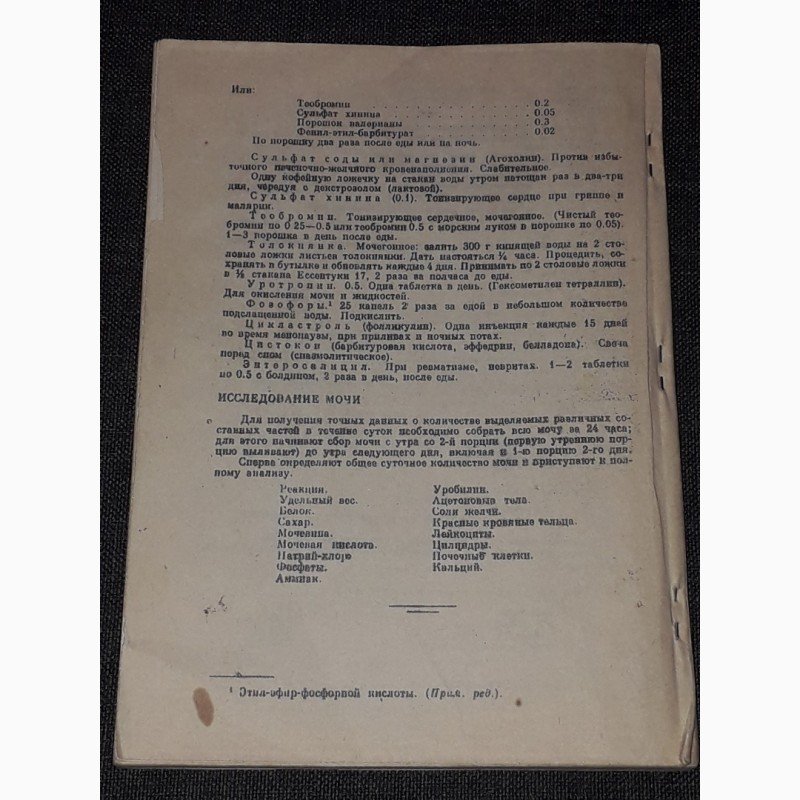 Или:
Теобромин . . . . . . . . . . . . 0.2
Сульфат хинина . . . . . . . . . . 0.05
Порошок валерианы . . . . . . . . 0.3
Фенил-этил-барбитурат . . . . . . 0.02
По порошку два раза после еды или на ночь.
Сульфат соды или магнезии (Агохолин). Против избы-
точного печеночно-желчного кровенаполнения. Слабительное.
Одну кофейную ложечку на стакан воды утром натощак раз в два-три
дня, чередуя с декстрозолом (лактовой).
Сульфат хинина (0.1). Тонизирующее сердце при гриппе и
малярии.
Теобромин. Тонизирующее сердечное, мочегонное. (Чистый тео-
бромин по 0 25—0.5 или теобромин 0.5 с морским луком в порошке по 0.05).
1—3 порошка в день после еды.
Толокнянка. Мочегонное: залить 300 г кипящей воды на 2 сто-
ловые ложки листьев толокнянки. Дать настояться ¼ часа. Процедить, со-
хранять в бутылке и обновлять каждые 4 дня. Принимать по 2 столовые ложки
в стакана Ессентуки 17, 2 раза за полчаса до еды.
Уротропин. 0.5. Одна таблетка в день. (Гексометилен тетраллин).
Для окисления мочи и жидкостей.
Фозофоры.¹ 25 капель 2 раза за едой в небольшом количестве
подслащенной воды. Подкислить.
Цикластроль (фолликулин). Одна инъекция каждые 15 дней
во время менопаузы, при приливах и ночных потах.
Цистокон (барбитуровая кислота, эффедрин, белладона). Свеча
перед сном (спазмолитическое).
Энтеросалицил. При ревматизме, невритах. 1—2 таблетки
по 0.5 с болдином, 2 раза в день, после еды.
ИССЛЕДОВАНИЕ МОЧИ
Для получения точных данных о количестве выделяемых различных со-
ставных частей в течение суток необходимо собрать всю мочу за 24 часа;
для этого начинают сбор мочи с утра со 2-й порции (первую утреннюю пор-
цию выливают) до утра следующего дня, включая и 1-ю порцию 2-го дня.
Сперва определяют общее суточное количество мочи и приступают к пол-
ному анализу.
Реакция.
Удельный вес.
Белок.
Сахар.
Мочевина.
Мочевая кислота.
Натрий-хлор
Фосфаты.
Аммиак.
Уробилин.
Ацетоновые тела.
Соли желчи.
Красные кровяные тельца.
Лейкоциты.
Цилиндры.
Почечные клетки.
Кальций.
¹ Этил-эфир-фосфорной кислоты. (Прим. ред.).